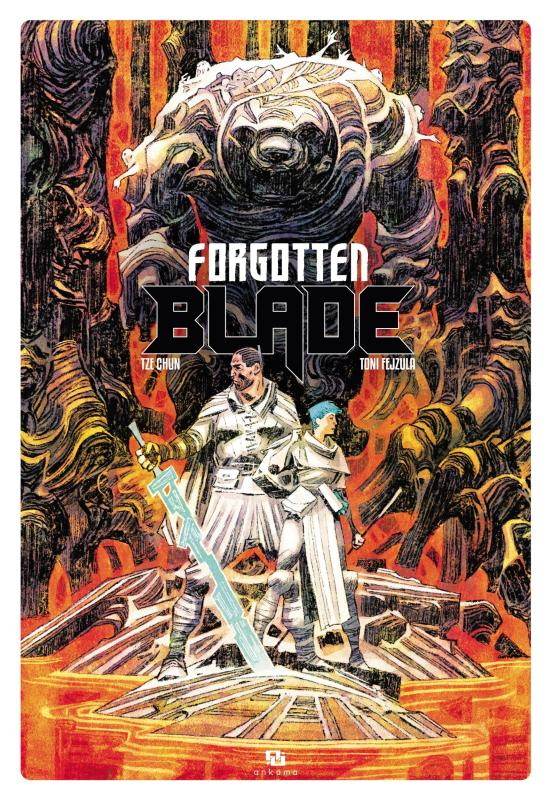 FORGOTTEN
BLADE
TZE CHUN TONI FEJZULA
ankama